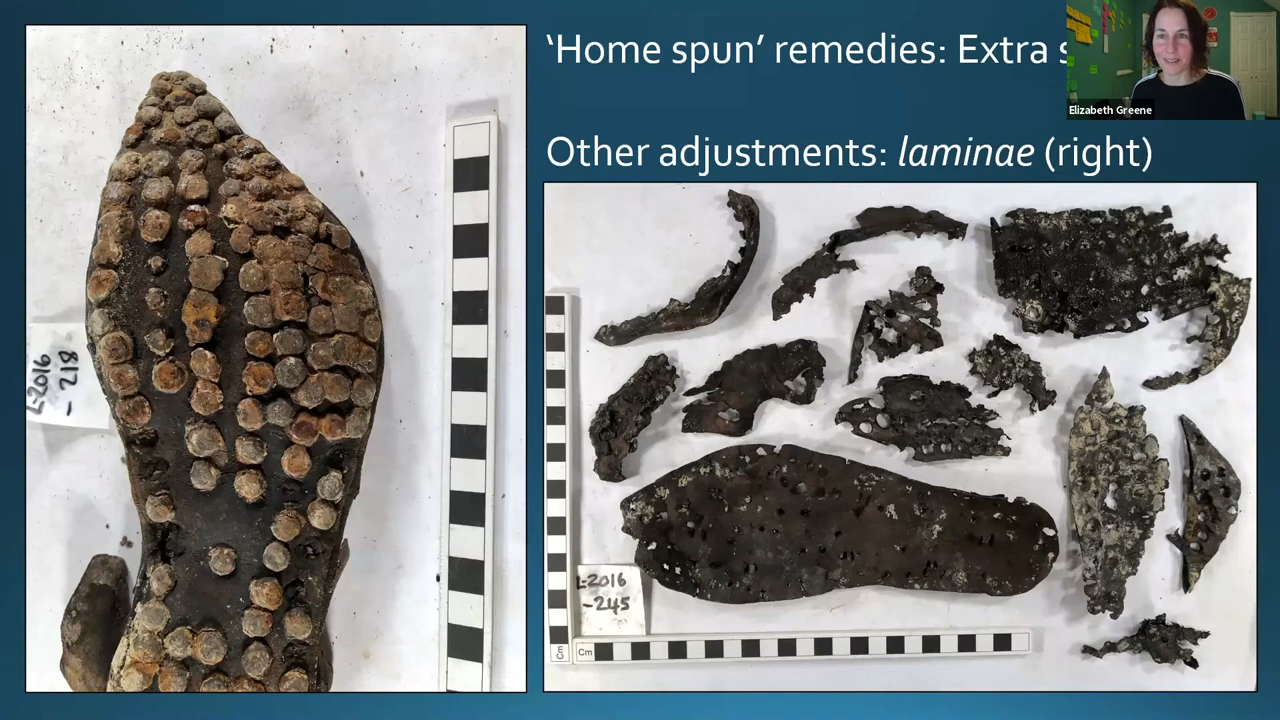 ‘Home spun’ remedies: Extra
Elizabeth Greene
Other adjustments: laminae (right)
L-2016
- 218
L-2016
-245
Cm
Cm